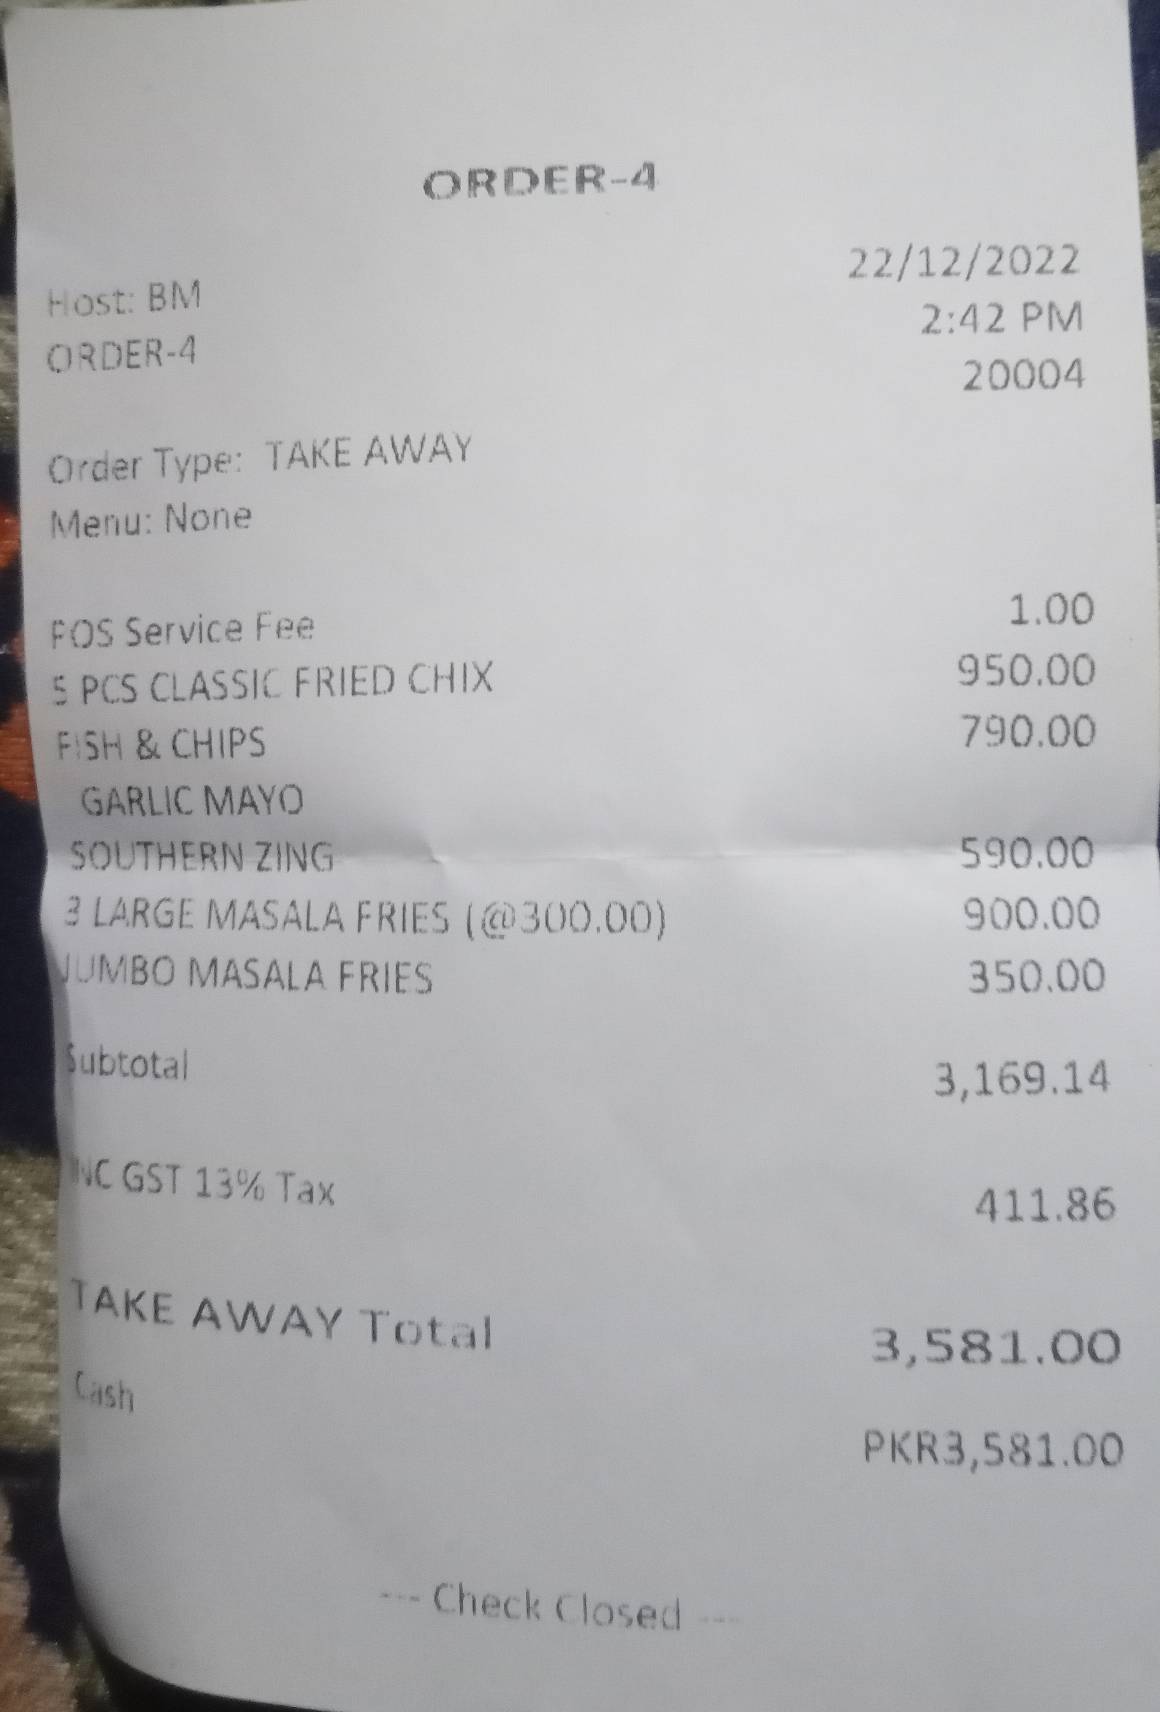 ORDER-4
22/12/2022
Host: BM
2:42 PM
ORDER-4
20004
Order Type: TAKE AWAY
Menu: None
POS Service Fee 1.00
5 PCS CLASSIC FRIED CHIX 950.00
FISH & CHIPS 790.00
GARLIC MAYO
SOUTHERN ZING 590.00
3 LARGE MASALA FRIES (@300.00) 900.00
JUMBO MASALA FRIES 350.00
Subtotal 3,169.14
INC GST 13% Tax 411.86
TAKE AWAY Total 3,581.00
Cash PKR3,581.00
--- Check Closed ---